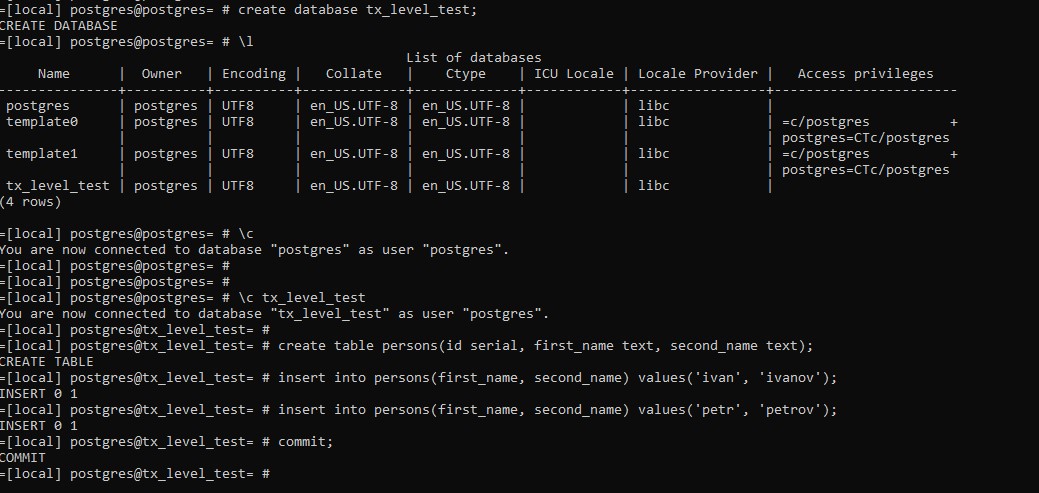 =[local] postgres@postgres= # create database tx_level_test;
CREATE DATABASE
=[local] postgres@postgres= # \l
                                                   List of databases
     Name      |  Owner   | Encoding |   Collate   |    Ctype    | ICU Locale | Locale Provider |   Access privileges
---------------+----------+----------+-------------+-------------+------------+-----------------+-----------------------
 postgres      | postgres | UTF8     | en_US.UTF-8 | en_US.UTF-8 |            | libc            |
 template0     | postgres | UTF8     | en_US.UTF-8 | en_US.UTF-8 |            | libc            | =c/postgres          +
               |          |          |             |             |            |                 | postgres=CTc/postgres
 template1     | postgres | UTF8     | en_US.UTF-8 | en_US.UTF-8 |            | libc            | =c/postgres          +
               |          |          |             |             |            |                 | postgres=CTc/postgres
 tx_level_test | postgres | UTF8     | en_US.UTF-8 | en_US.UTF-8 |            | libc            |
(4 rows)
=[local] postgres@postgres= # \c
You are now connected to database "postgres" as user "postgres".
=[local] postgres@postgres= #
=[local] postgres@postgres= #
=[local] postgres@postgres= # \c tx_level_test
You are now connected to database "tx_level_test" as user "postgres".
=[local] postgres@tx_level_test= #
=[local] postgres@tx_level_test= # create table persons(id serial, first_name text, second_name text);
CREATE TABLE
=[local] postgres@tx_level_test= # insert into persons(first_name, second_name) values('ivan', 'ivanov');
INSERT 0 1
=[local] postgres@tx_level_test= # insert into persons(first_name, second_name) values('petr', 'petrov');
INSERT 0 1
=[local] postgres@tx_level_test= # commit;
COMMIT
=[local] postgres@tx_level_test= #